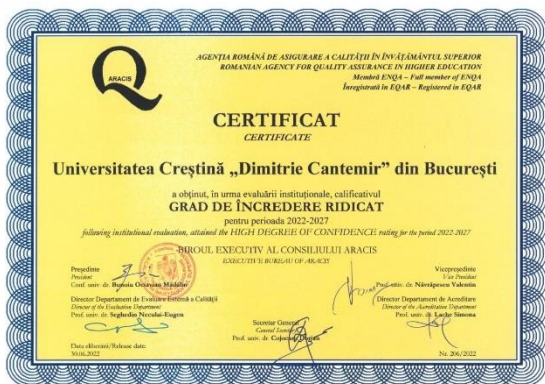 ARACIS
AGENȚIA ROMÂNĂ DE ASIGURARE A CALITĂȚII ÎN ÎNVĂȚĂMÂNTUL SUPERIOR
ROMANIAN AGENCY FOR QUALITY ASSURANCE IN HIGHER EDUCATION
Membră ENQA – Full member of ENQA
Înregistrată în EQAR – Registered in EQAR
CERTIFICAT
CERTIFICATE
Universitatea Creștină „Dimitrie Cantemir” din București
a obținut, în urma evaluării instituționale, calificativul
GRAD DE ÎNCREDERE RIDICAT
pentru perioada 2022-2027
following institutional evaluation, attained the HIGH DEGREE OF CONFIDENCE rating for the period 2022-2027
BIROUL EXECUTIV AL CONSILIULUI ARACIS
EXECUTIVE BUREAU OF ARACIS
Președinte
President
Conf. univ. dr. Bunoiu Octavian Mădălin
Director Departament de Evaluare Externă a Calității
Director of the Evaluation Department
Prof. univ. dr. Seghedin Neculai-Eugen
Data eliberării/Release date:
30.06.2022
Secretar General
General Secretary
Prof. univ. dr. Cojocaru
Vicepreședinte
Vice President
Prof. univ. dr. Năvrăpescu Valentin
Director Departament de Acreditare
Director of the Accreditation Department
Prof. univ. dr. Lache Simona
Nr. 206/2022